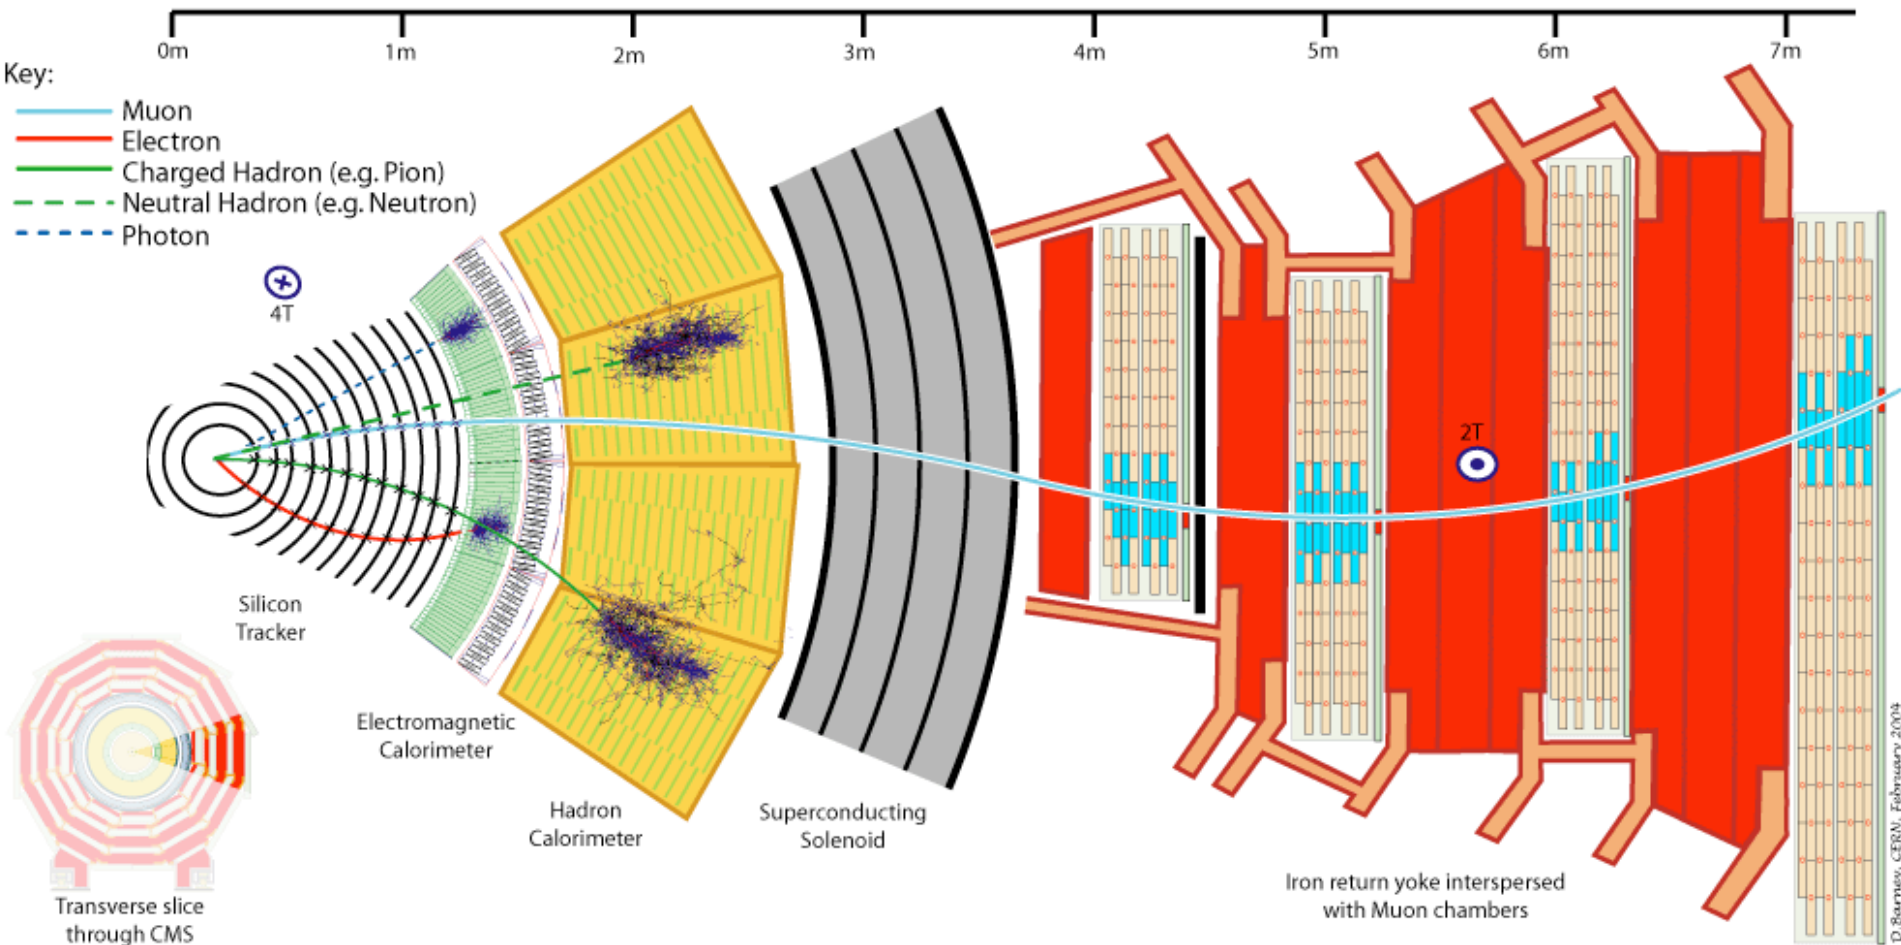 0m 1m 2m 3m 4m 5m 6m 7m
Key:
Muon
Electron
Charged Hadron (e.g. Pion)
Neutral Hadron (e.g. Neutron)
Photon
4T
2T
Silicon
Tracker
Electromagnetic
Calorimeter
Hadron
Calorimeter
Superconducting
Solenoid
Iron return yoke interspersed
with Muon chambers
Transverse slice
through CMS
D. Barney, CERN, February 2004